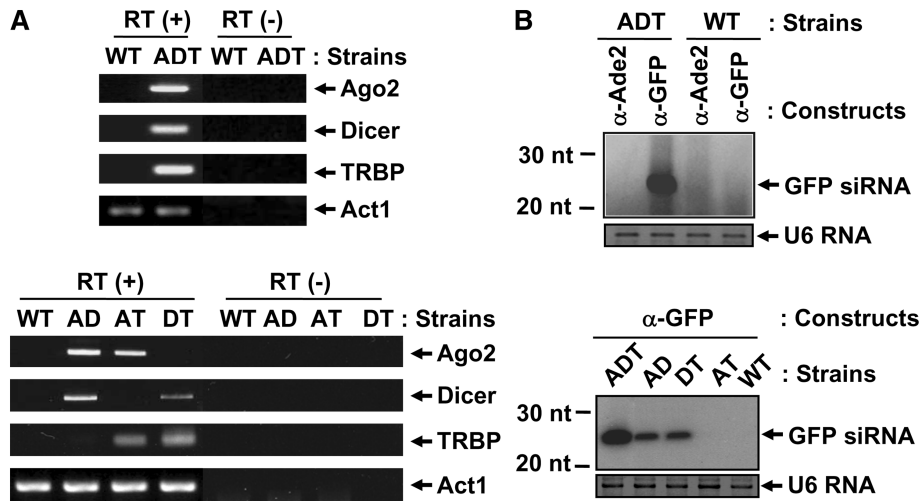 A
RT (+) RT (-)
WT ADT WT ADT : Strains
Ago2
Dicer
TRBP
Act1
RT (+) RT (-)
WT AD AT DT WT AD AT DT : Strains
Ago2
Dicer
TRBP
Act1
B
ADT WT : Strains
α-Ade2 α-GFP α-Ade2 α-GFP : Constructs
30 nt
GFP siRNA
20 nt
U6 RNA
α-GFP : Constructs
ADT AD DT AT WT : Strains
30 nt
GFP siRNA
20 nt
U6 RNA